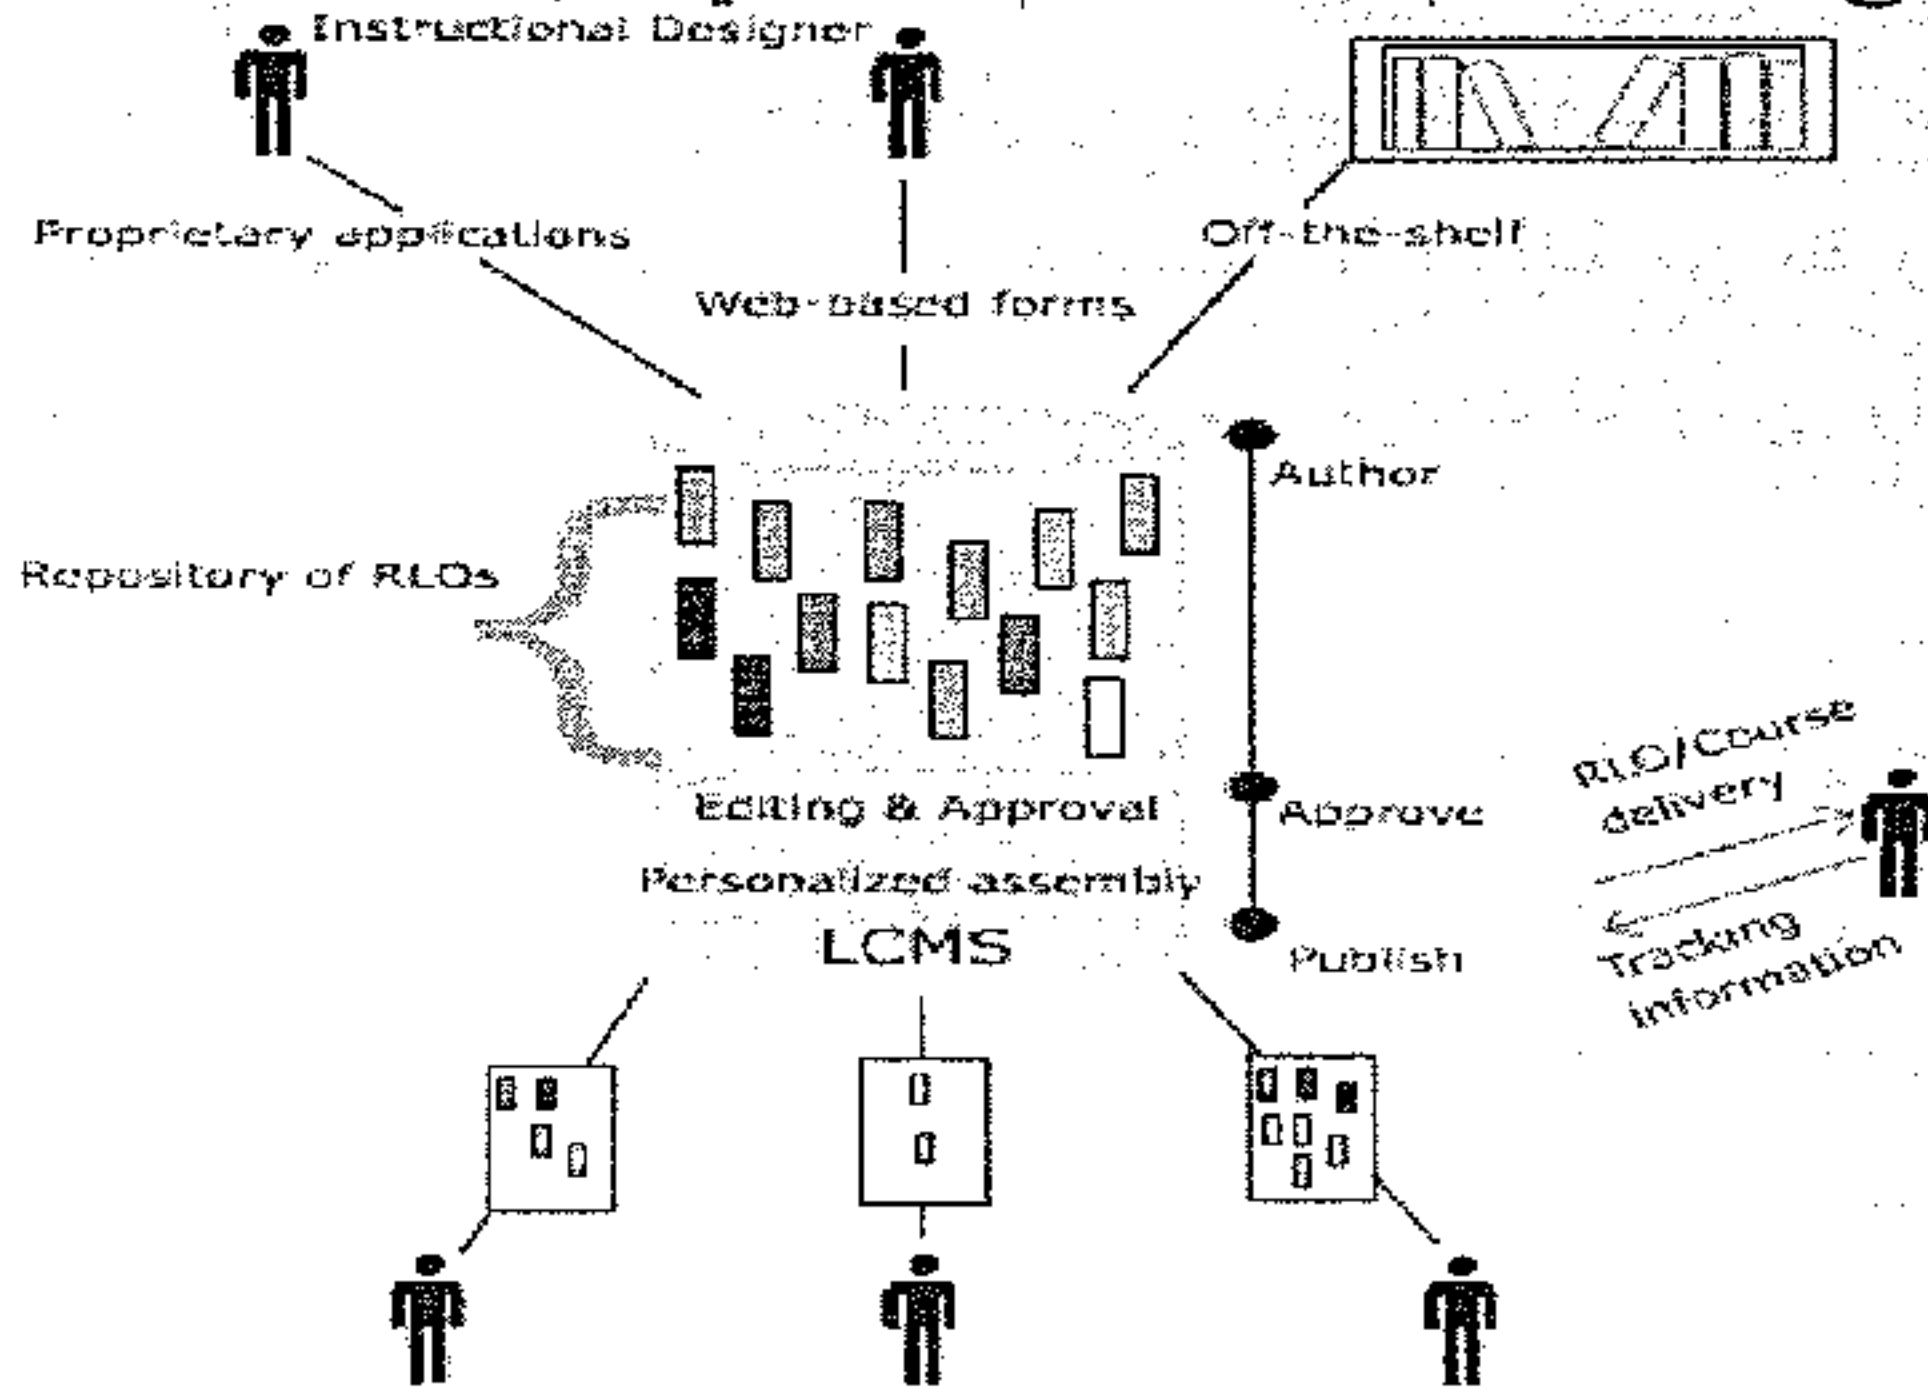 Instructional Designer
Proprietary applications
Off-the-shelf
Web-based forms
Author
Repository of RLOs
RLO/Course
delivery
Editing & Approval
Approve
Personalized assembly
LCMS
Publish
Tracking
information